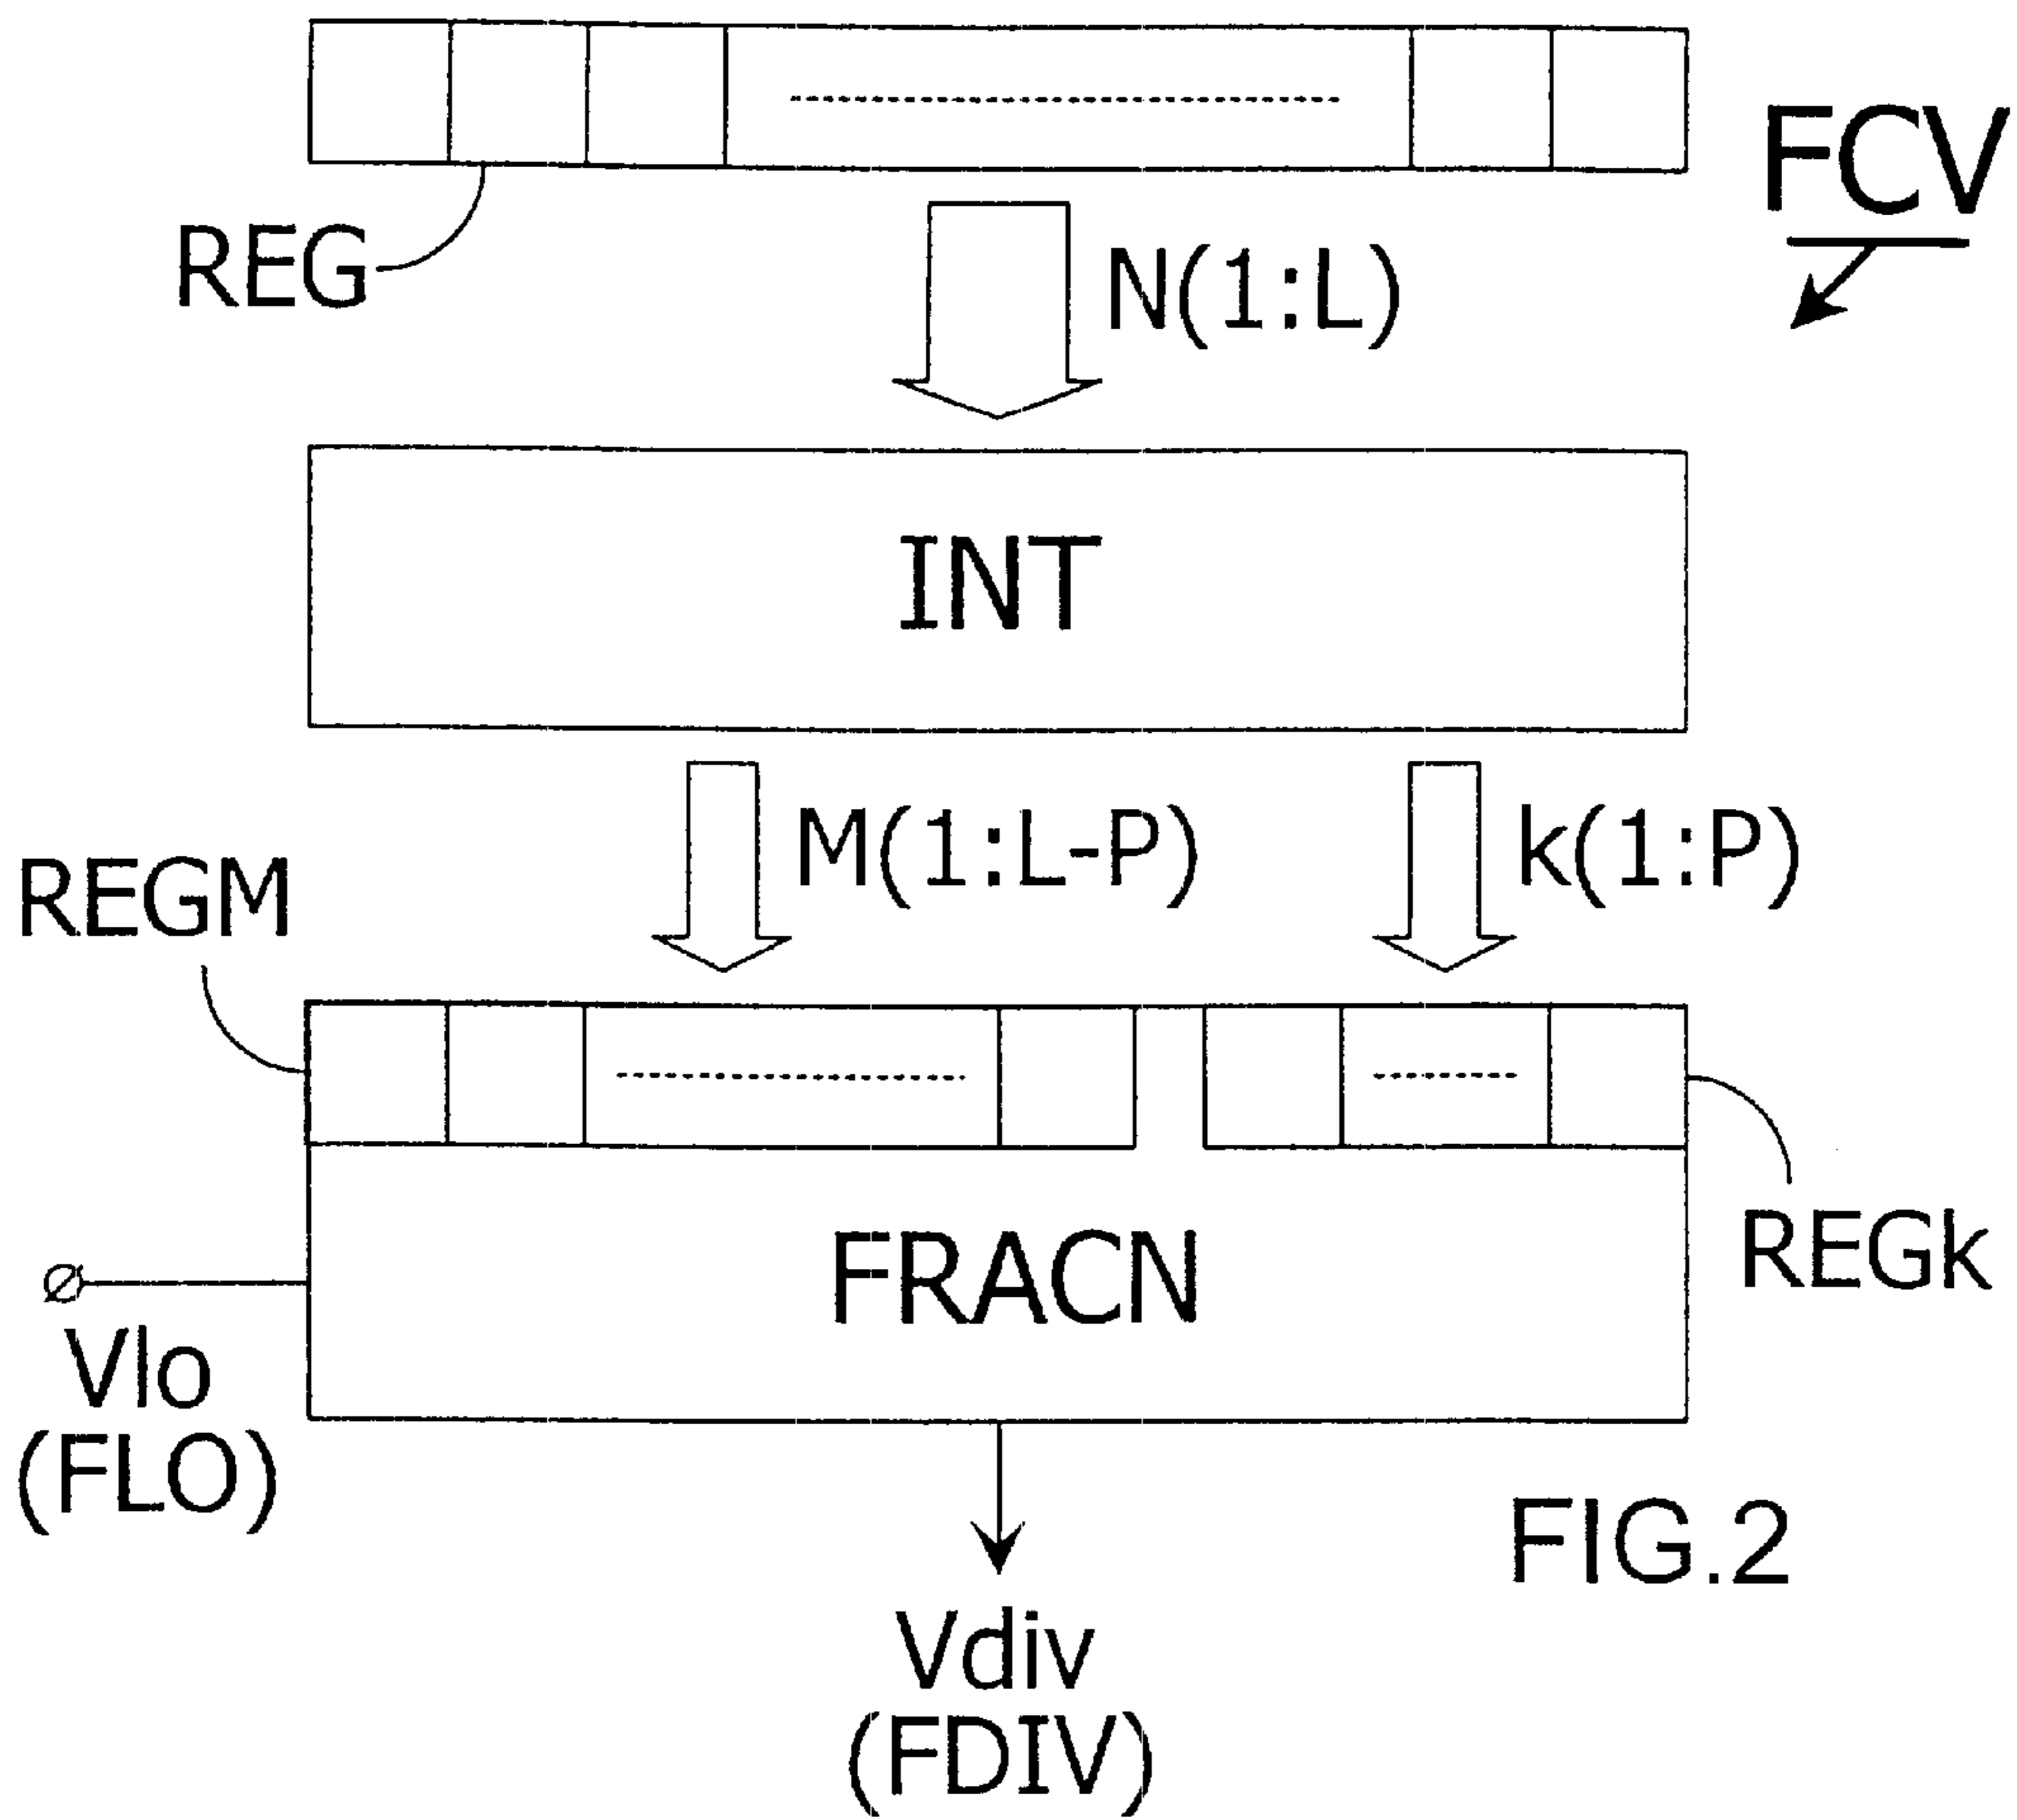 FCV
REG
N(1:L)
INT
M(1:L-P)
k(1:P)
REGM
REGk
FRACN
Vlo
(FLO)
FIG.2
Vdiv
(FDIV)